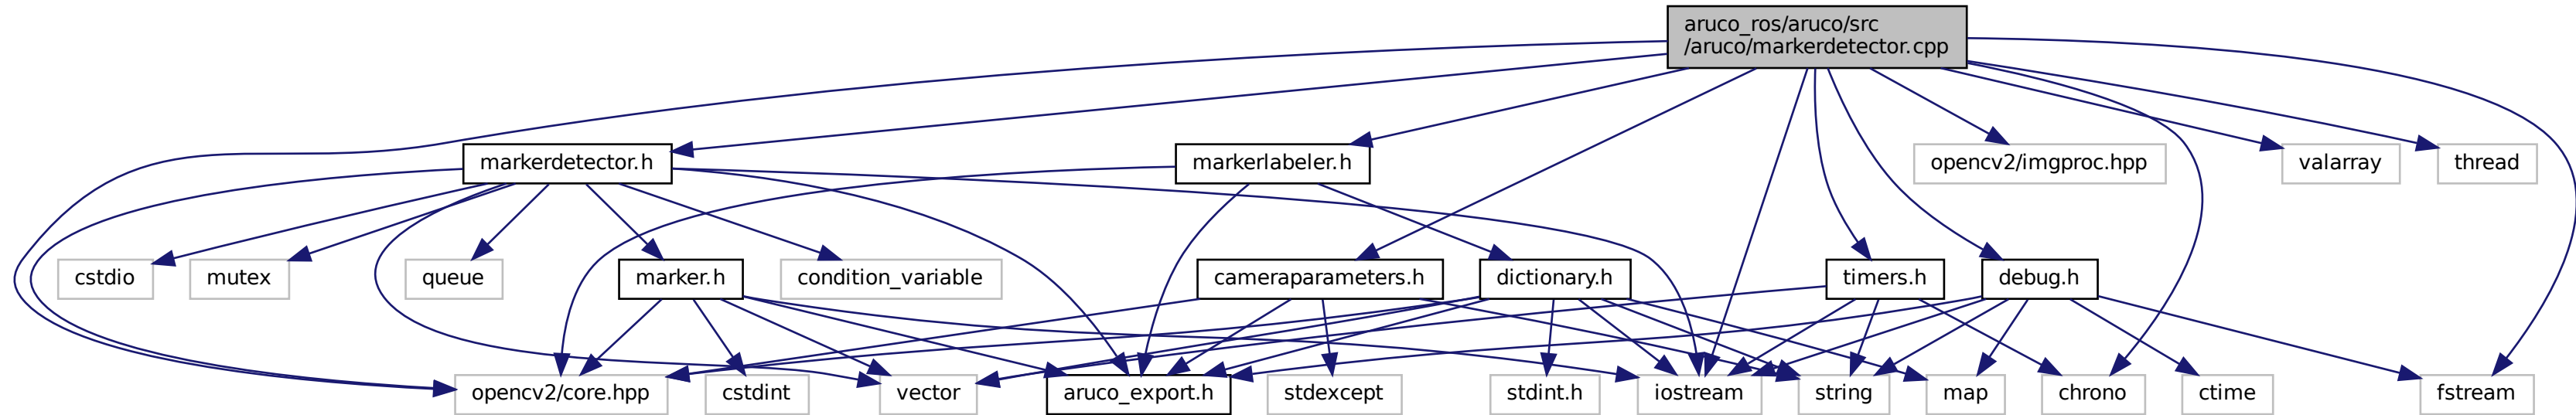 aruco_ros/aruco/src
/aruco/markerdetector.cpp
markerdetector.h
markerlabeler.h
opencv2/imgproc.hpp
valarray
thread
cstdio
mutex
queue
marker.h
condition_variable
cameraparameters.h
dictionary.h
timers.h
debug.h
opencv2/core.hpp
cstdint
vector
aruco_export.h
stdexcept
stdint.h
iostream
string
map
chrono
ctime
fstream